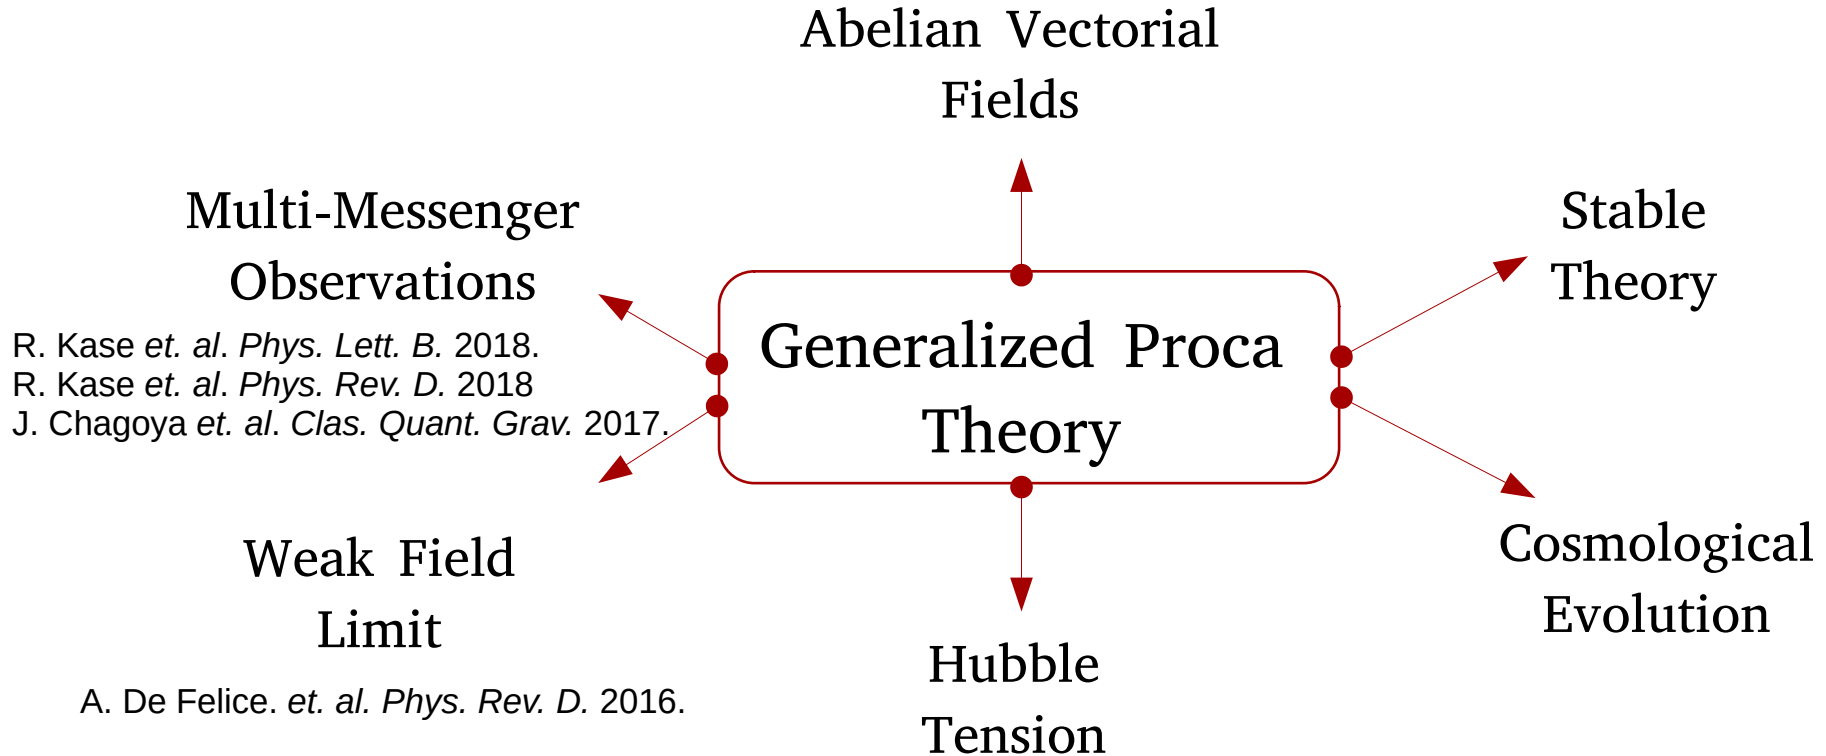 Abelian Vectorial
Fields
Multi-Messenger
Observations
R. Kase et. al. Phys. Lett. B. 2018.
R. Kase et. al. Phys. Rev. D. 2018
J. Chagoya et. al. Clas. Quant. Grav. 2017.
Stable
Theory
Generalized Proca
Theory
Weak Field
Limit
A. De Felice. et. al. Phys. Rev. D. 2016.
Hubble
Tension
Cosmological
Evolution